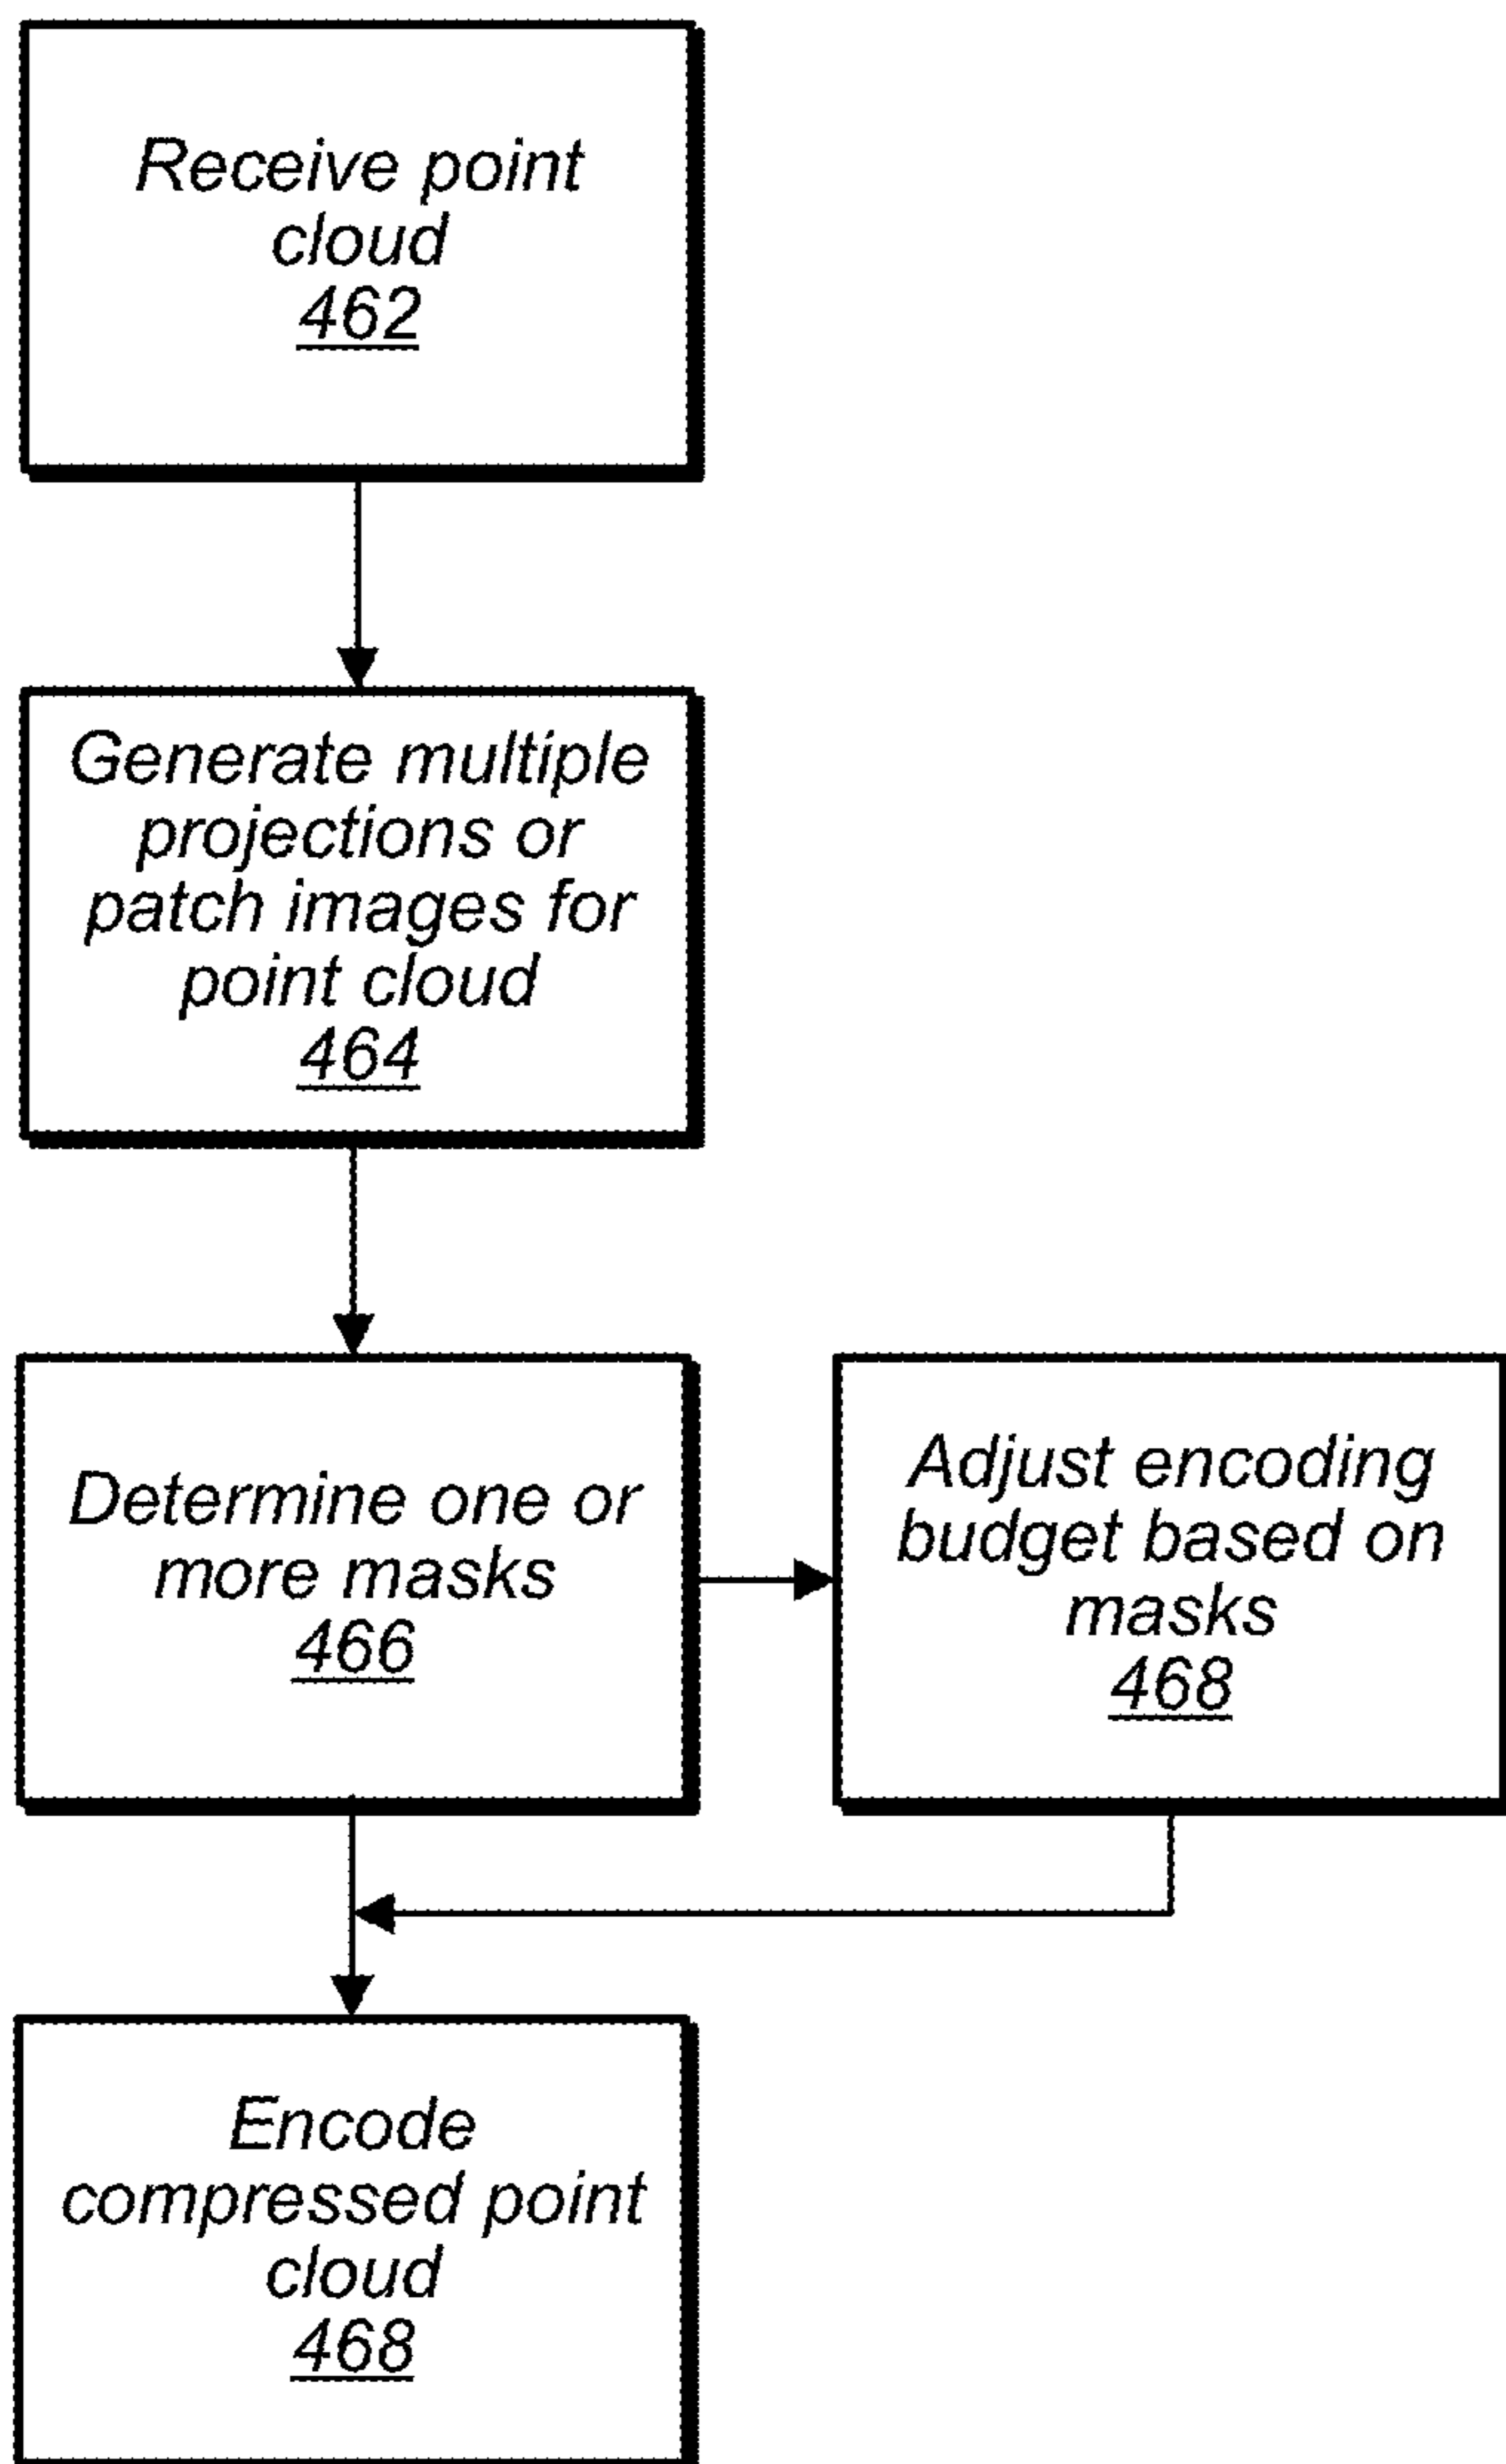 Receive point
cloud
462
Generate multiple
projections or
patch images for
point cloud
464
Determine one or
more masks
466
Adjust encoding
budget based on
masks
468
Encode
compressed point
cloud
468